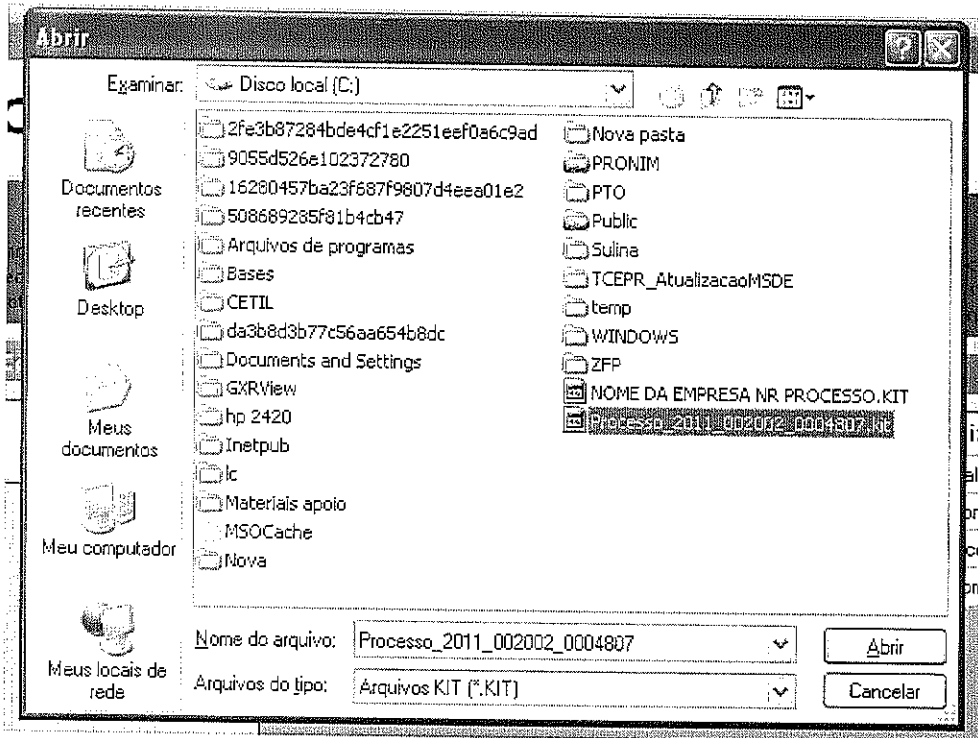 Abrir
Examinar:
Disco local (C:)
Documentos
recentes
Desktop
Meus
documentos
Meu computador
Meus locais de
rede
2fe3b87284bde4cf1e2251eef0a6c9ad
9055d526e102372780
16280457ba23f687f9807d4eea01e2
508689235f81b4cb47
Arquivos de programas
Bases
CETIL
da3b8d3b77c56aa654b8dc
Documents and Settings
GXRView
hp 2420
Inetpub
lc
Materiais apoio
MSOCache
Nova
Nova pasta
PRONIM
PTO
Public
Sulina
TCEPR_AtualizacaoMSDE
temp
WINDOWS
ZFP
NOME DA EMPRESA NR PROCESSO.KIT
Processo_2011_002002_0004807.kit
Nome do arquivo:
Processo_2011_002002_0004807
Abrir
Arquivos do tipo:
Arquivos KIT (*.KIT)
Cancelar